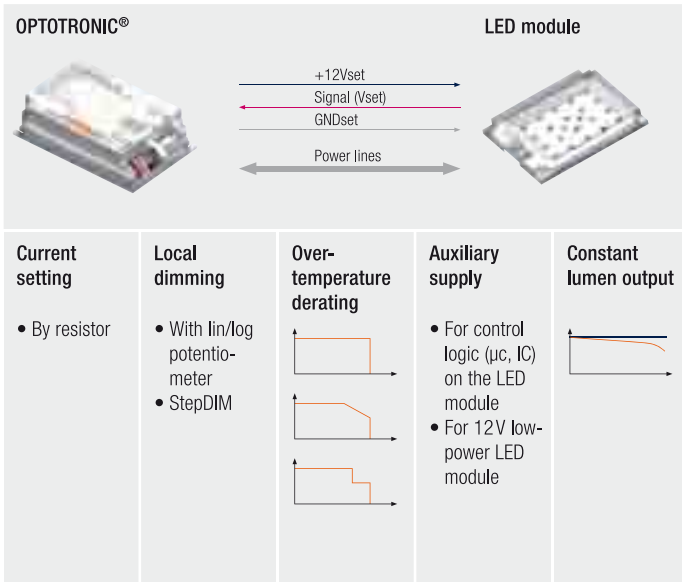 OPTOTRONIC®
LED module
+12Vset
Signal (Vset)
GNDset
Power lines
Current
setting
• By resistor
Local
dimming
• With lin/log
potentio-
meter
• StepDIM
Over-
temperature
derating
Auxiliary
supply
• For control
logic (µc, IC)
on the LED
module
• For 12 V low-
power LED
module
Constant
lumen output